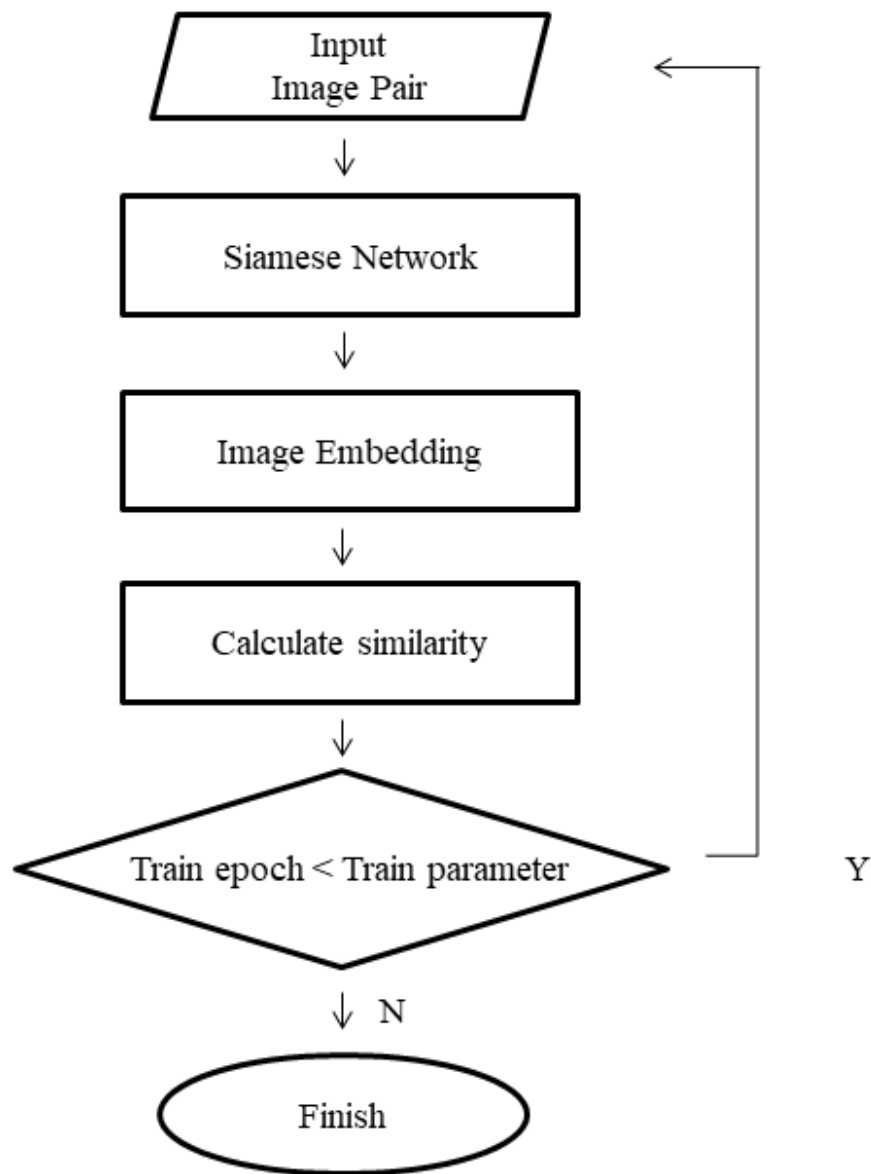 Input
Image Pair
Siamese Network
Image Embedding
Calculate similarity
Train epoch < Train parameter
Y
N
Finish